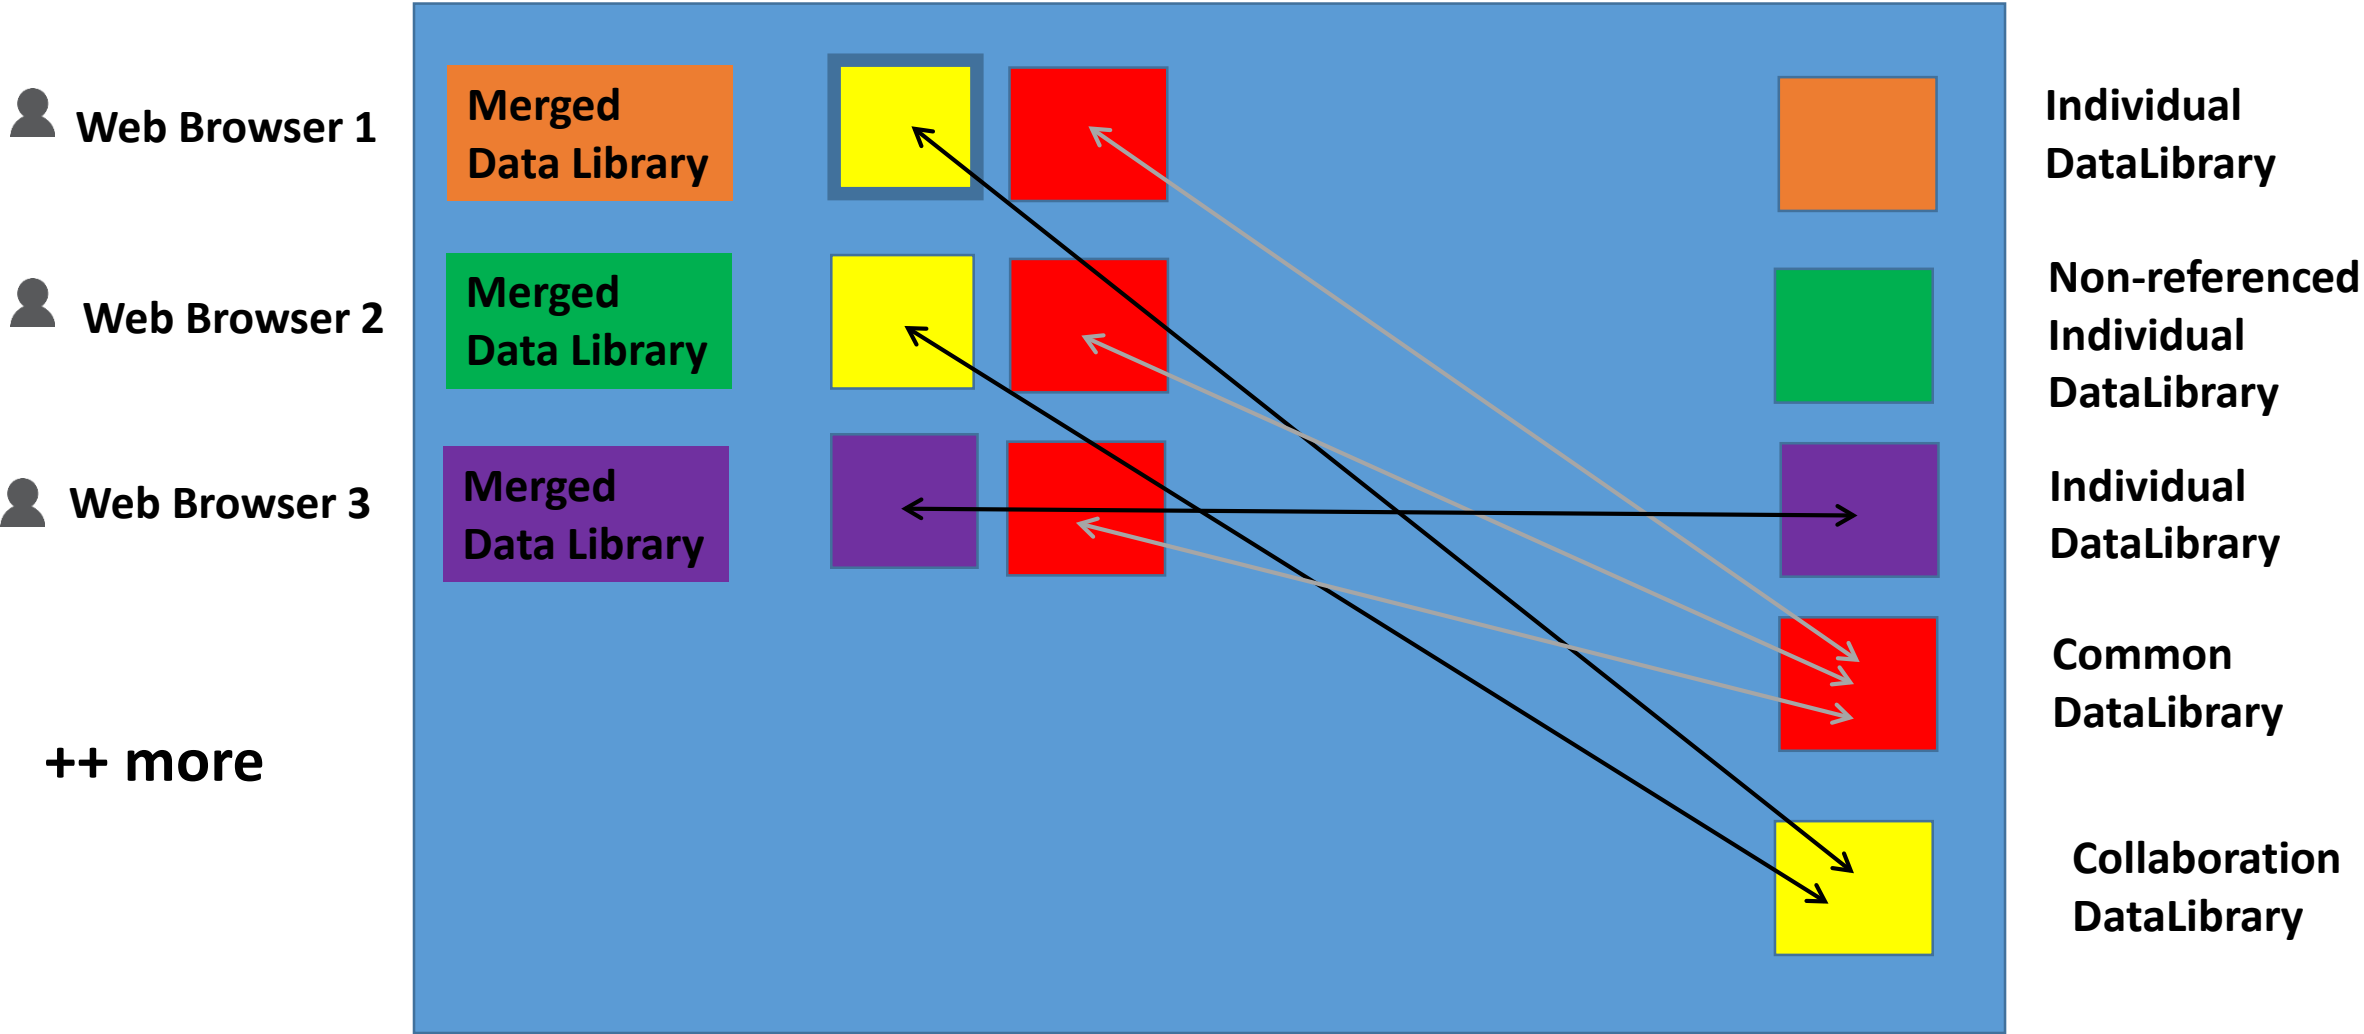 Web Browser 1
Merged
Data Library
Individual
DataLibrary
Web Browser 2
Merged
Data Library
Non-referenced
Individual
DataLibrary
Web Browser 3
Merged
Data Library
Individual
DataLibrary
Common
DataLibrary
++ more
Collaboration
DataLibrary